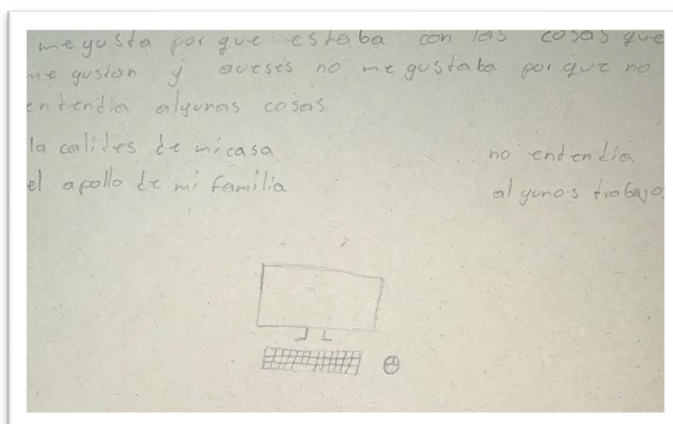 me gusta por que estaba con las cosas que
me gustan y aveses no me gustaba por que no
entendia algunas cosas
la calides de mi casa
el apollo de mi familia
no entendia
algunos trabajos